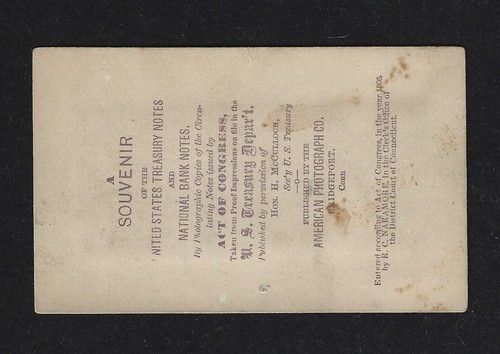 A
SOUVENIR
OF THE
UNITED STATES TREASURY NOTES
AND
NATIONAL BANK NOTES.
By Photographic Copies of the Circu-
lating Notes issued by
ACT OF CONGRESS,
Taken from Proof Impressions on file in the
U. S. Treasury Depar't.
Published by permission of
HON. H. McCULLOCH,
Sec'y U. S. Treasury
PUBLISHED BY THE
AMERICAN PHOTOGRAPH CO.
BRIDGEPORT.
Conn
Entered according to Act of Congress, in the year 1865
by R. C. NARAMORE, in the Clerk's Office of
the District Court of Connecticut.